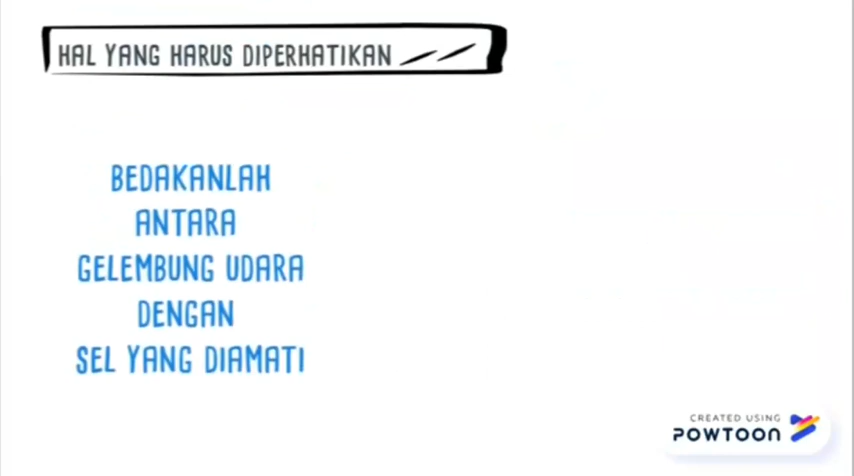 HAL YANG HARUS DIPERHATIKAN
BEDAKANLAH
ANTARA
GELEMBUNG UDARA
DENGAN
SEL YANG DIAMATI
CREATED USING
POWTOON